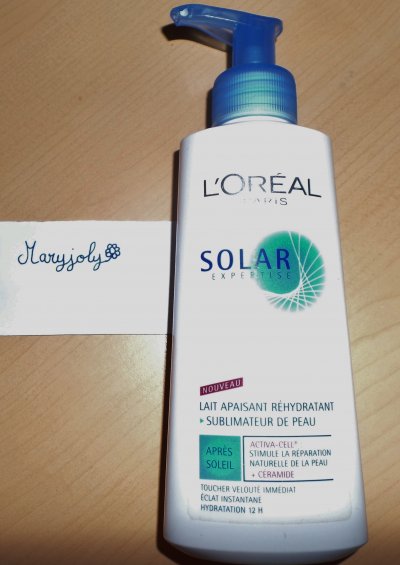 L'ORÉAL
PARIS
Maryjoly
SOLAR
EXPERTISE
NOUVEAU
LAIT APAISANT RÉHYDRATANT
▸ SUBLIMATEUR DE PEAU
APRÈS
SOLEIL
ACTIVA-CELL*
STIMULE LA RÉPARATION
NATURELLE DE LA PEAU
+ CERAMIDE
TOUCHER VELOUTÉ IMMÉDIAT
ÉCLAT INSTANTANÉ
HYDRATATION 12 H